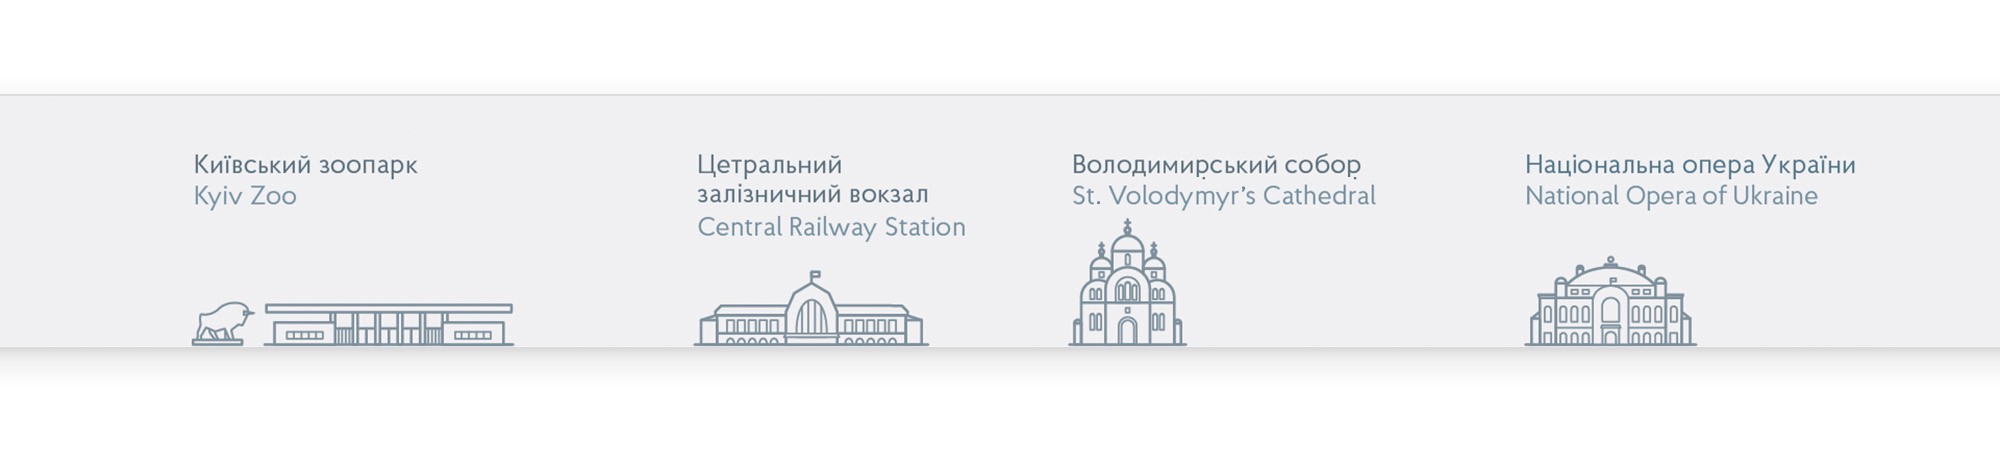 Київський зоопарк
Kyiv Zoo
Цетральний
залізничний вокзал
Central Railway Station
Володимирський собор
St. Volodymyr's Cathedral
Національна опера України
National Opera of Ukraine